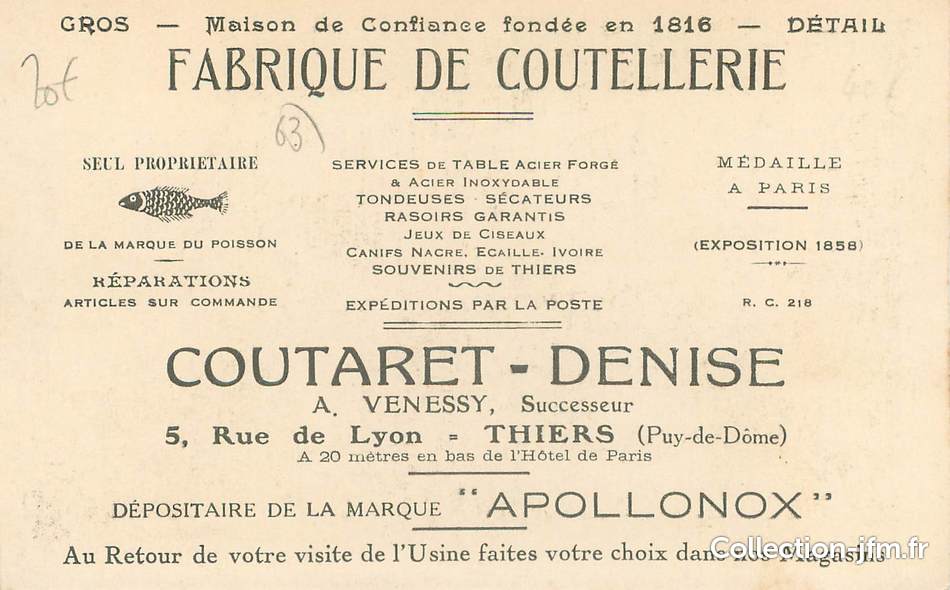 GROS — Maison de Confiance fondée en 1816 — DÉTAIL
FABRIQUE DE COUTELLERIE
63
SEUL PROPRIETAIRE
DE LA MARQUE DU POISSON
RÉPARATIONS
ARTICLES SUR COMMANDE
SERVICES DE TABLE Acier Forgé
& Acier Inoxydable
TONDEUSES - SÉCATEURS
RASOIRS GARANTIS
Jeux de Ciseaux
Canifs Nacre, Ecaille, Ivoire
SOUVENIRS DE THIERS
EXPÉDITIONS PAR LA POSTE
MÉDAILLE
A PARIS
(EXPOSITION 1858)
R. C. 218
COUTARET - DENISE
A. VENESSY, Successeur
5, Rue de Lyon = THIERS (Puy-de-Dôme)
A 20 mètres en bas de l'Hôtel de Paris
DÉPOSITAIRE DE LA MARQUE "APOLLONOX"
Au Retour de votre visite de l'Usine faites votre choix dans nos Magasins
Collection-jfm.fr